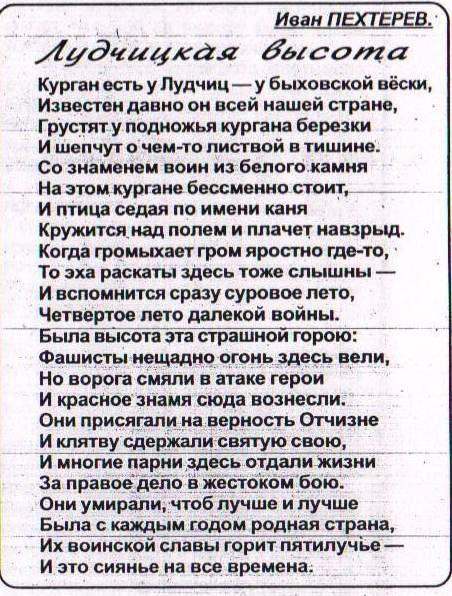 Иван ПЕХТЕРЕВ.
Лудчицкая высота
Курган есть у Лудчиц — у быховской вёски,
Известен давно он всей нашей стране,
Грустят у подножья кургана березки
И шепчут о чем-то листвой в тишине.
Со знаменем воин из белого камня
На этом кургане бессменно стоит,
И птица седая по имени каня
Кружится над полем и плачет навзрыд.
Когда громыхает гром яростно где-то,
То эха раскаты здесь тоже слышны —
И вспомнится сразу суровое лето,
Четвертое лето далекой войны.
Была высота эта страшной горою:
Фашисты нещадно огонь здесь вели,
Но ворога смяли в атаке герои
И красное знамя сюда вознесли.
Они присягали на верность Отчизне
И клятву сдержали святую свою,
И многие парни здесь отдали жизни
За правое дело в жестоком бою.
Они умирали, чтоб лучше и лучше
Была с каждым годом родная страна,
Их воинской славы горит пятилучье —
И это сиянье на все времена.